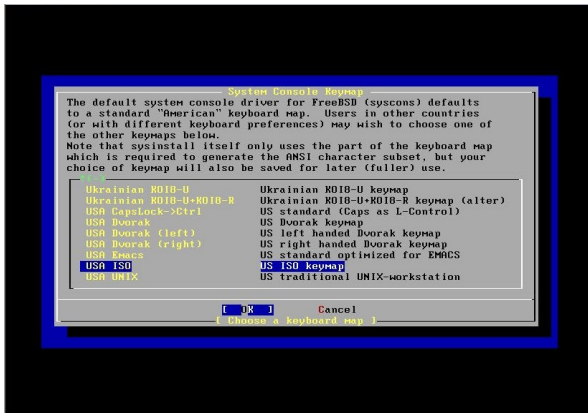 System Console Keymap
The default system console driver for FreeBSD (syscons) defaults
to a standard "American" keyboard map.  Users in other countries
(or with different keyboard preferences) may wish to choose one of
the other keymaps below.
Note that sysinstall itself only uses the part of the keyboard map
which is required to generate the ANSI character subset, but your
choice of keymap will also be saved for later (fuller) use.
^(-)
Ukrainian KOI8-U Ukrainian KOI8-U keymap
Ukrainian KOI8-U+KOI8-R Ukrainian KOI8-U+KOI8-R keymap (alter)
USA CapsLock->Ctrl US standard (Caps as L-Control)
USA Dvorak US Dvorak keymap
USA Dvorak (left) US left handed Dvorak keymap
USA Dvorak (right) US right handed Dvorak keymap
USA Emacs US standard optimized for EMACS
USA ISO US ISO keymap
USA UNIX US traditional UNIX-workstation
[ OK ] Cancel
[ Choose a keyboard map ]